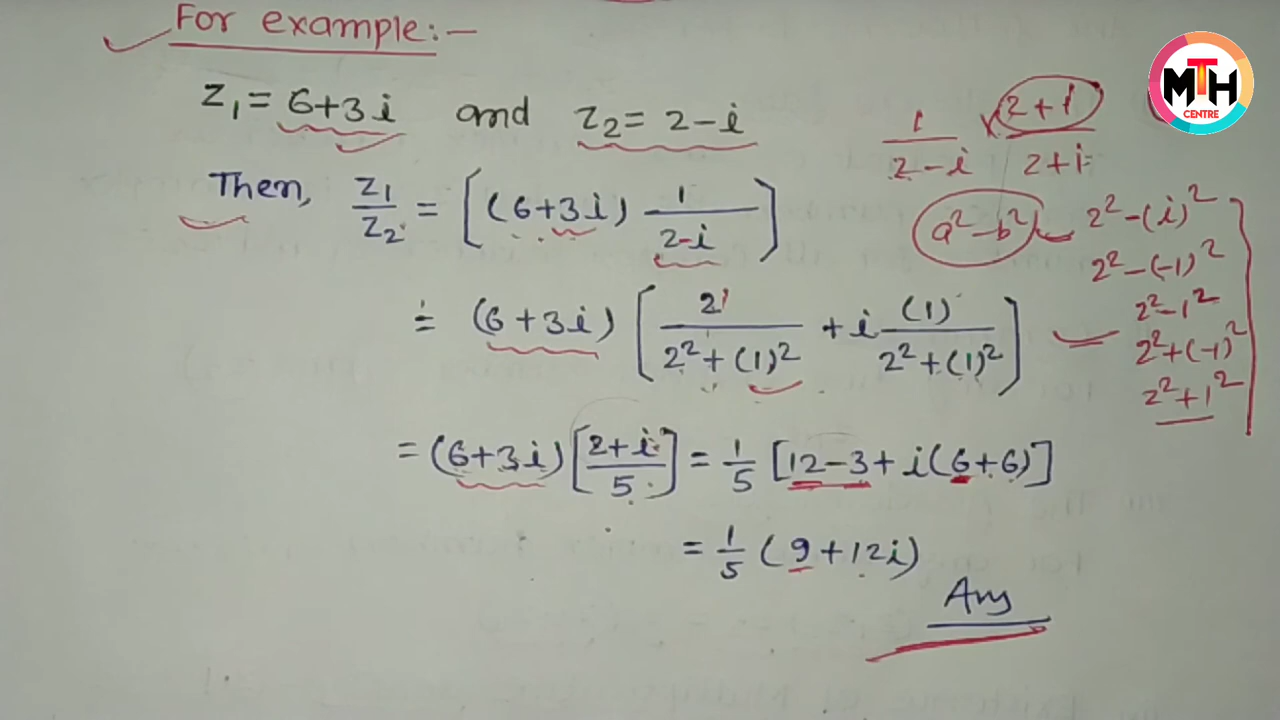 For example:-
MTH
CENTRE
z₁ = 6+3i and z₂ = 2-i
1/(2-i) × (2+i)/(2+i)
Then, z₁/z₂ = [(6+3i) 1/(2-i)]
a²-b²
2²-(i)²
2²-(-1)²
2²-1²
2²+(-1)²
2²+1²
= (6+3i) [2/(2²+(1)²) + i (1)/(2²+(1)²)]
= (6+3i) [(2+i)/5] = 1/5 [12-3+i(6+6)]
= 1/5 (9+12i)
Ans